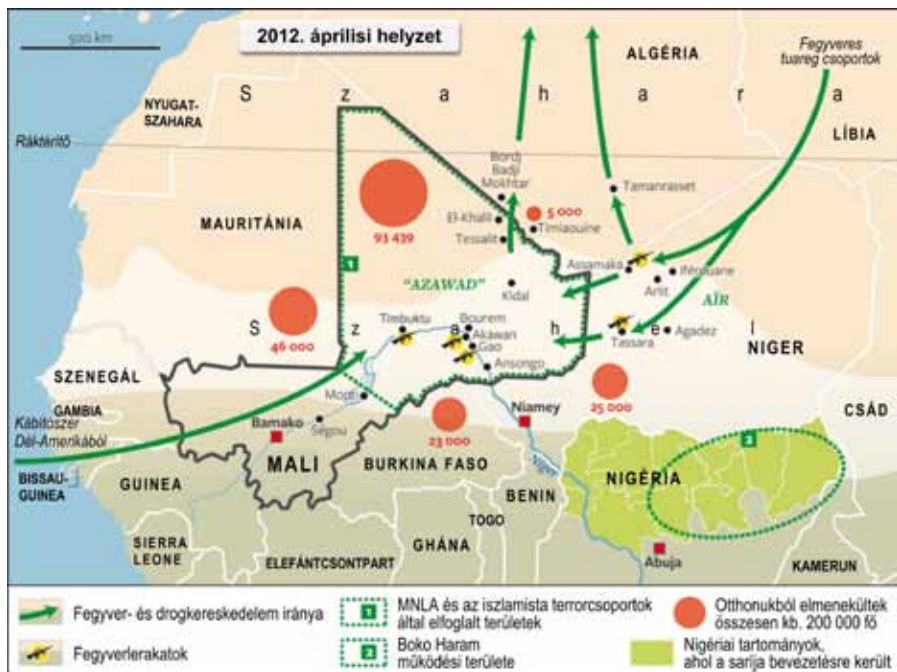 500 km
2012. áprilisi helyzet
ALGÉRIA
Fegyveres
tuareg csoportok
NYUGAT-
SZAHARA
S z a h a r a
LÍBIA
Ráktérítő
Bordj
Badji
Mokhtar
Tamanrasset
El-Khalil
5 000
Timiaouine
MAURITÁNIA
93 439
Tessalit
Assamaka
Iférouane
Arlit
1
"AZAWAD"
Kidal
AÏR
46 000
S z a h e l
Timbuktu
Bourem
Akawan
Gao
Tassara
Agadez
Ansongo
NIGER
SZENEGÁL
GAMBIA
Mopti
25 000
CSÁD
Kábítószer
Dél-Amerikából
Bamako
Ségou
23 000
Niamey
2
MALI
BURKINA FASO
NIGÉRIA
BISSAU-
GUINEA
GUINEA
Niger
BENIN
TOGO
SIERRA
LEONE
ELEFÁNTCSONTPART
GHÁNA
Abuja
KAMERUN
Fegyver- és drogkereskedelem iránya
Fegyverlerakatok
1
MNLA és az iszlamista terrorcsoportok
által elfoglalt területek
2
Boko Haram
működési területe
Otthonukból elmenekültek
összesen kb. 200 000 fő
Nigériai tartományok,
ahol a sarija bevezetésre került